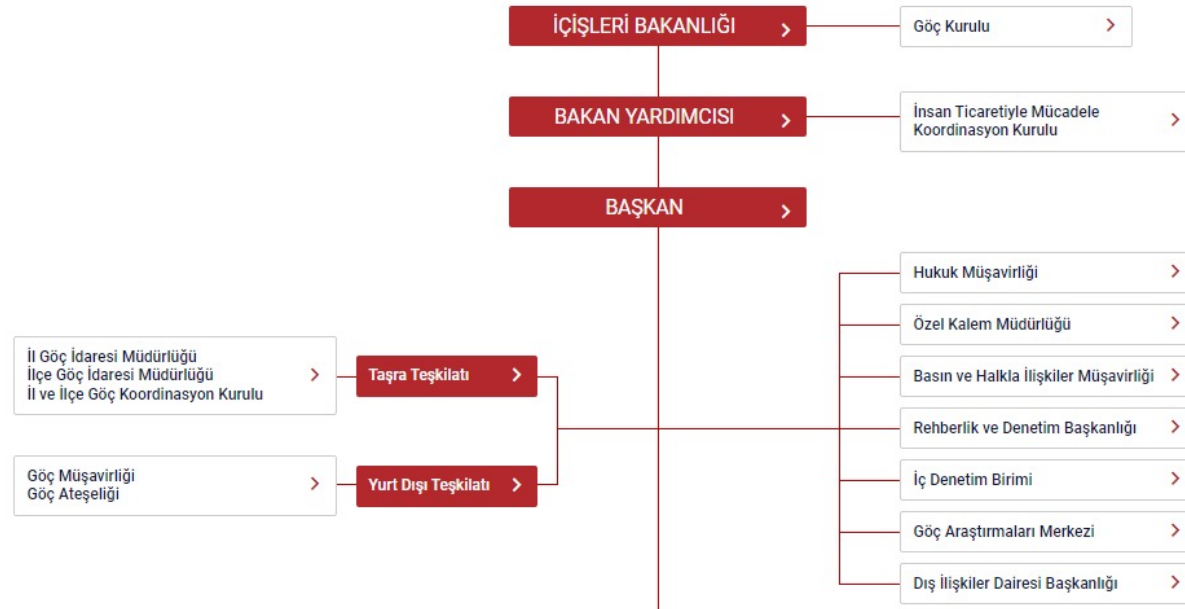 İÇİŞLERİ BAKANLIĞI
Göç Kurulu
BAKAN YARDIMCISI
İnsan Ticaretiyle Mücadele
Koordinasyon Kurulu
BAŞKAN
Hukuk Müşavirliği
Özel Kalem Müdürlüğü
Basın ve Halkla İlişkiler Müşavirliği
Rehberlik ve Denetim Başkanlığı
İç Denetim Birimi
Göç Araştırmaları Merkezi
Dış İlişkiler Dairesi Başkanlığı
Taşra Teşkilatı
İl Göç İdaresi Müdürlüğü
İlçe Göç İdaresi Müdürlüğü
İl ve İlçe Göç Koordinasyon Kurulu
Yurt Dışı Teşkilatı
Göç Müşavirliği
Göç Ateşeliği